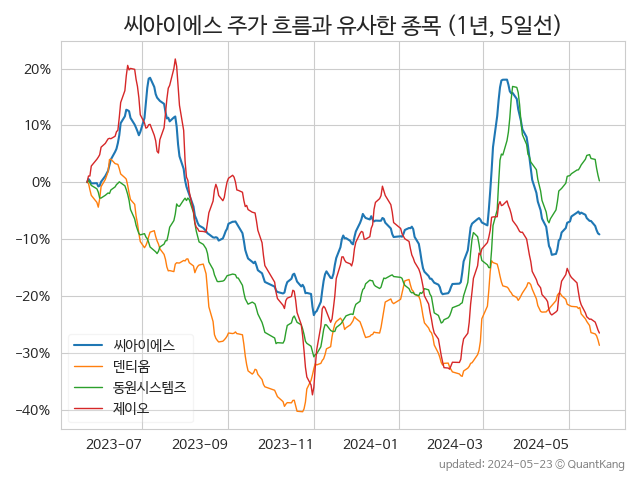 씨아이에스 주가 흐름과 유사한 종목 (1년, 5일선)
20%
10%
0%
−10%
−20%
−30%
−40%
씨아이에스
덴티움
동원시스템즈
제이오
2023-07
2023-09
2023-11
2024-01
2024-03
2024-05
updated: 2024-05-23 © QuantKang